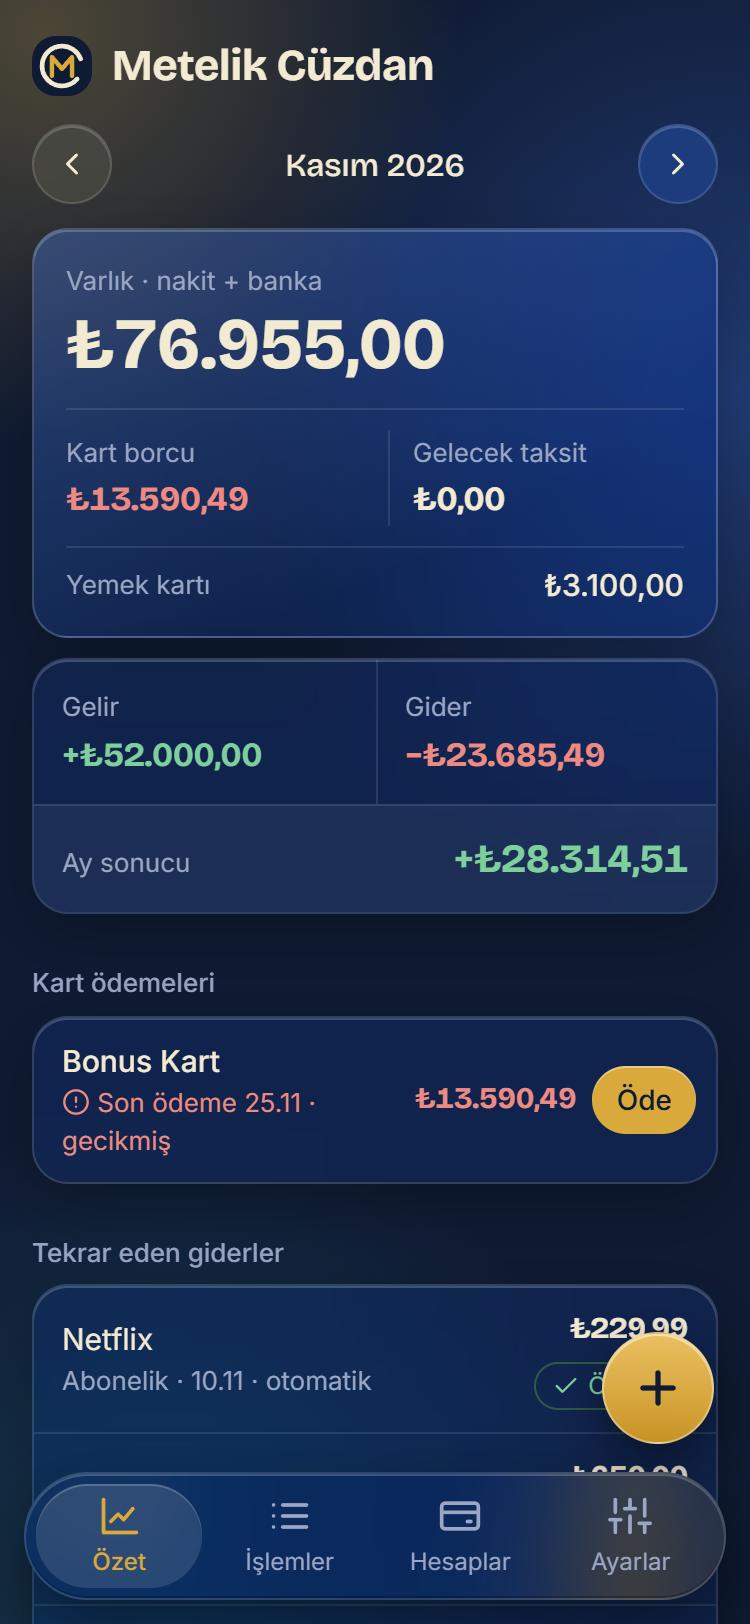 Metelik Cüzdan
Kasım 2026
Varlık · nakit + banka
₺76.955,00
Kart borcu
Gelecek taksit
₺13.590,49
₺0,00
Yemek kartı
₺3.100,00
Gelir
Gider
+₺52.000,00
−₺23.685,49
Ay sonucu
+₺28.314,51
Kart ödemeleri
Bonus Kart
Son ödeme 25.11 ·
gecikmiş
₺13.590,49
Öde
Tekrar eden giderler
Netflix
₺229,99
Abonelik · 10.11 · otomatik
Özet
İşlemler
Hesaplar
Ayarlar